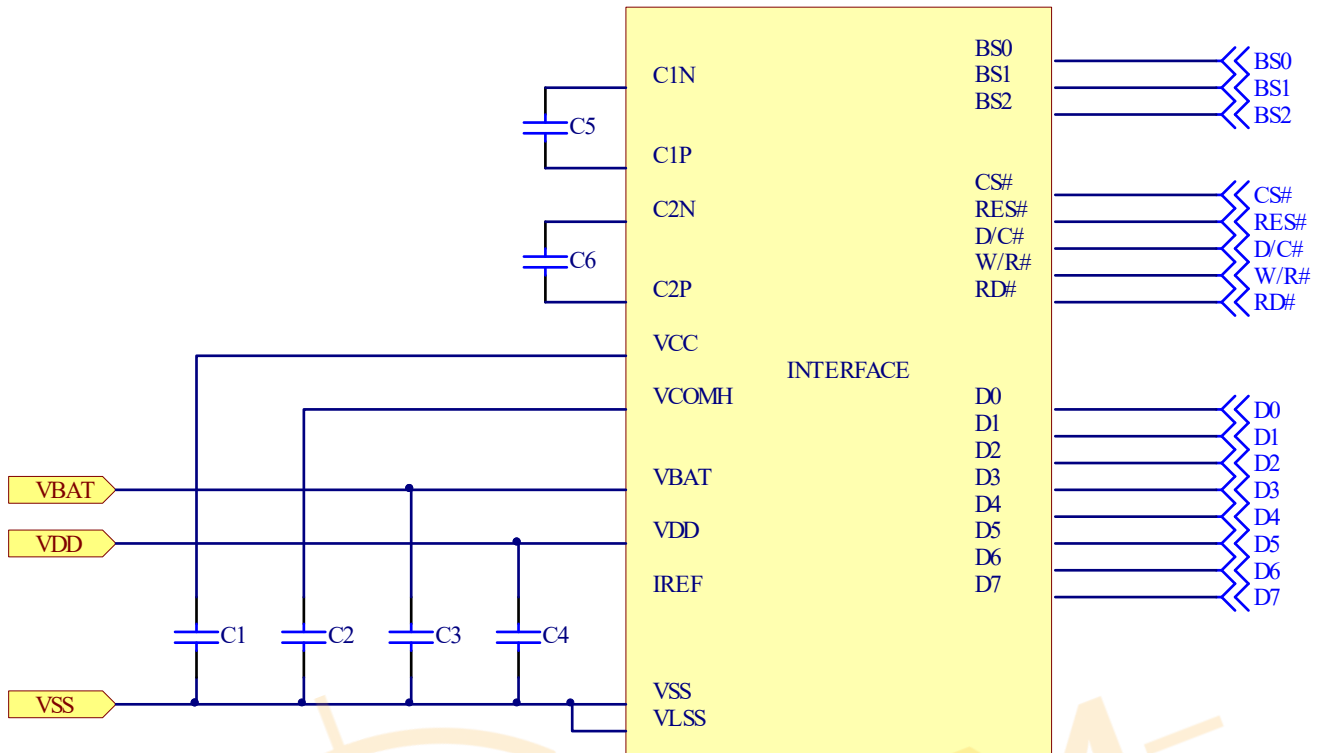 C1N
C1P
C2N
C2P
VCC
VCOMH
VBAT
VDD
IREF
VSS
VLSS
INTERFACE
BS0
BS1
BS2
CS#
RES#
D/C#
W/R#
RD#
D0
D1
D2
D3
D4
D5
D6
D7
BS0
BS1
BS2
CS#
RES#
D/C#
W/R#
RD#
D0
D1
D2
D3
D4
D5
D6
D7
C5
C6
VBAT
VDD
C1
C2
C3
C4
VSS